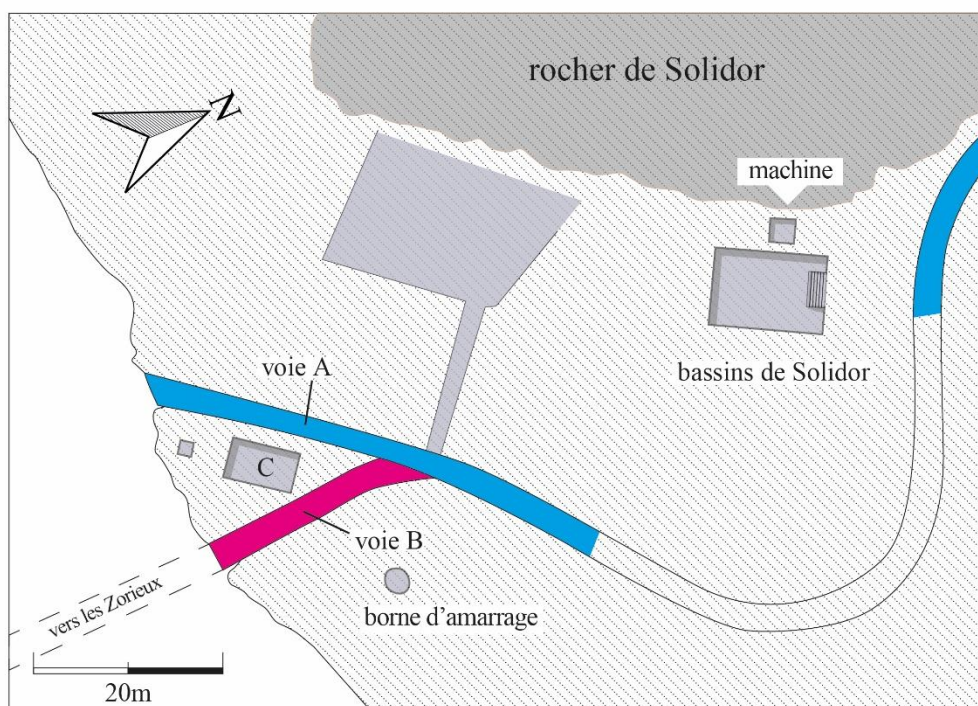 rocher de Solidor
N
machine
voie A
bassins de Solidor
C
voie B
vers les Zorieux
borne d'amarrage
20m